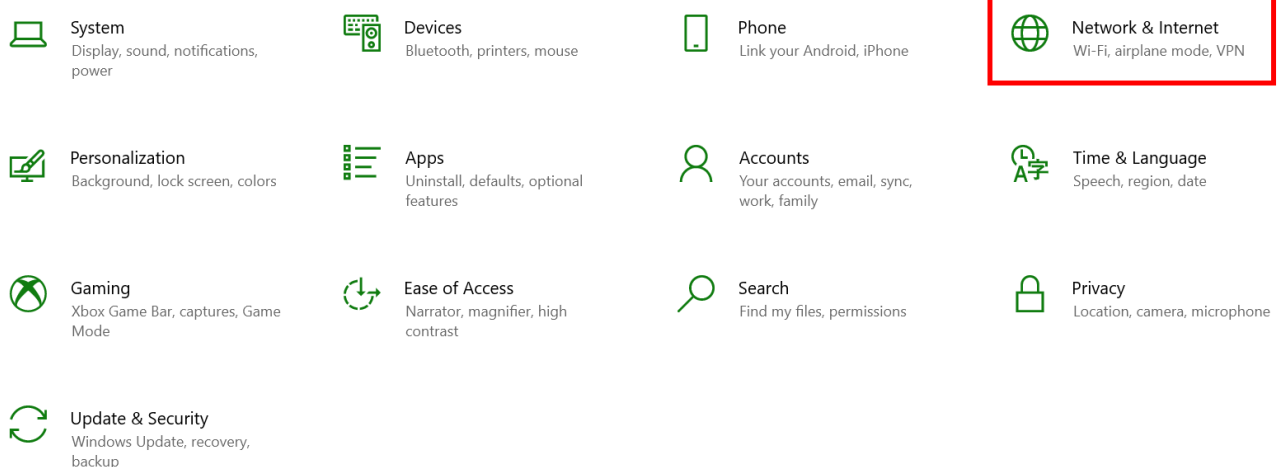 System
Display, sound, notifications,
power
Devices
Bluetooth, printers, mouse
Phone
Link your Android, iPhone
Network & Internet
Wi-Fi, airplane mode, VPN
Personalization
Background, lock screen, colors
Apps
Uninstall, defaults, optional
features
Accounts
Your accounts, email, sync,
work, family
Time & Language
Speech, region, date
Gaming
Xbox Game Bar, captures, Game
Mode
Ease of Access
Narrator, magnifier, high
contrast
Search
Find my files, permissions
Privacy
Location, camera, microphone
Update & Security
Windows Update, recovery,
backup